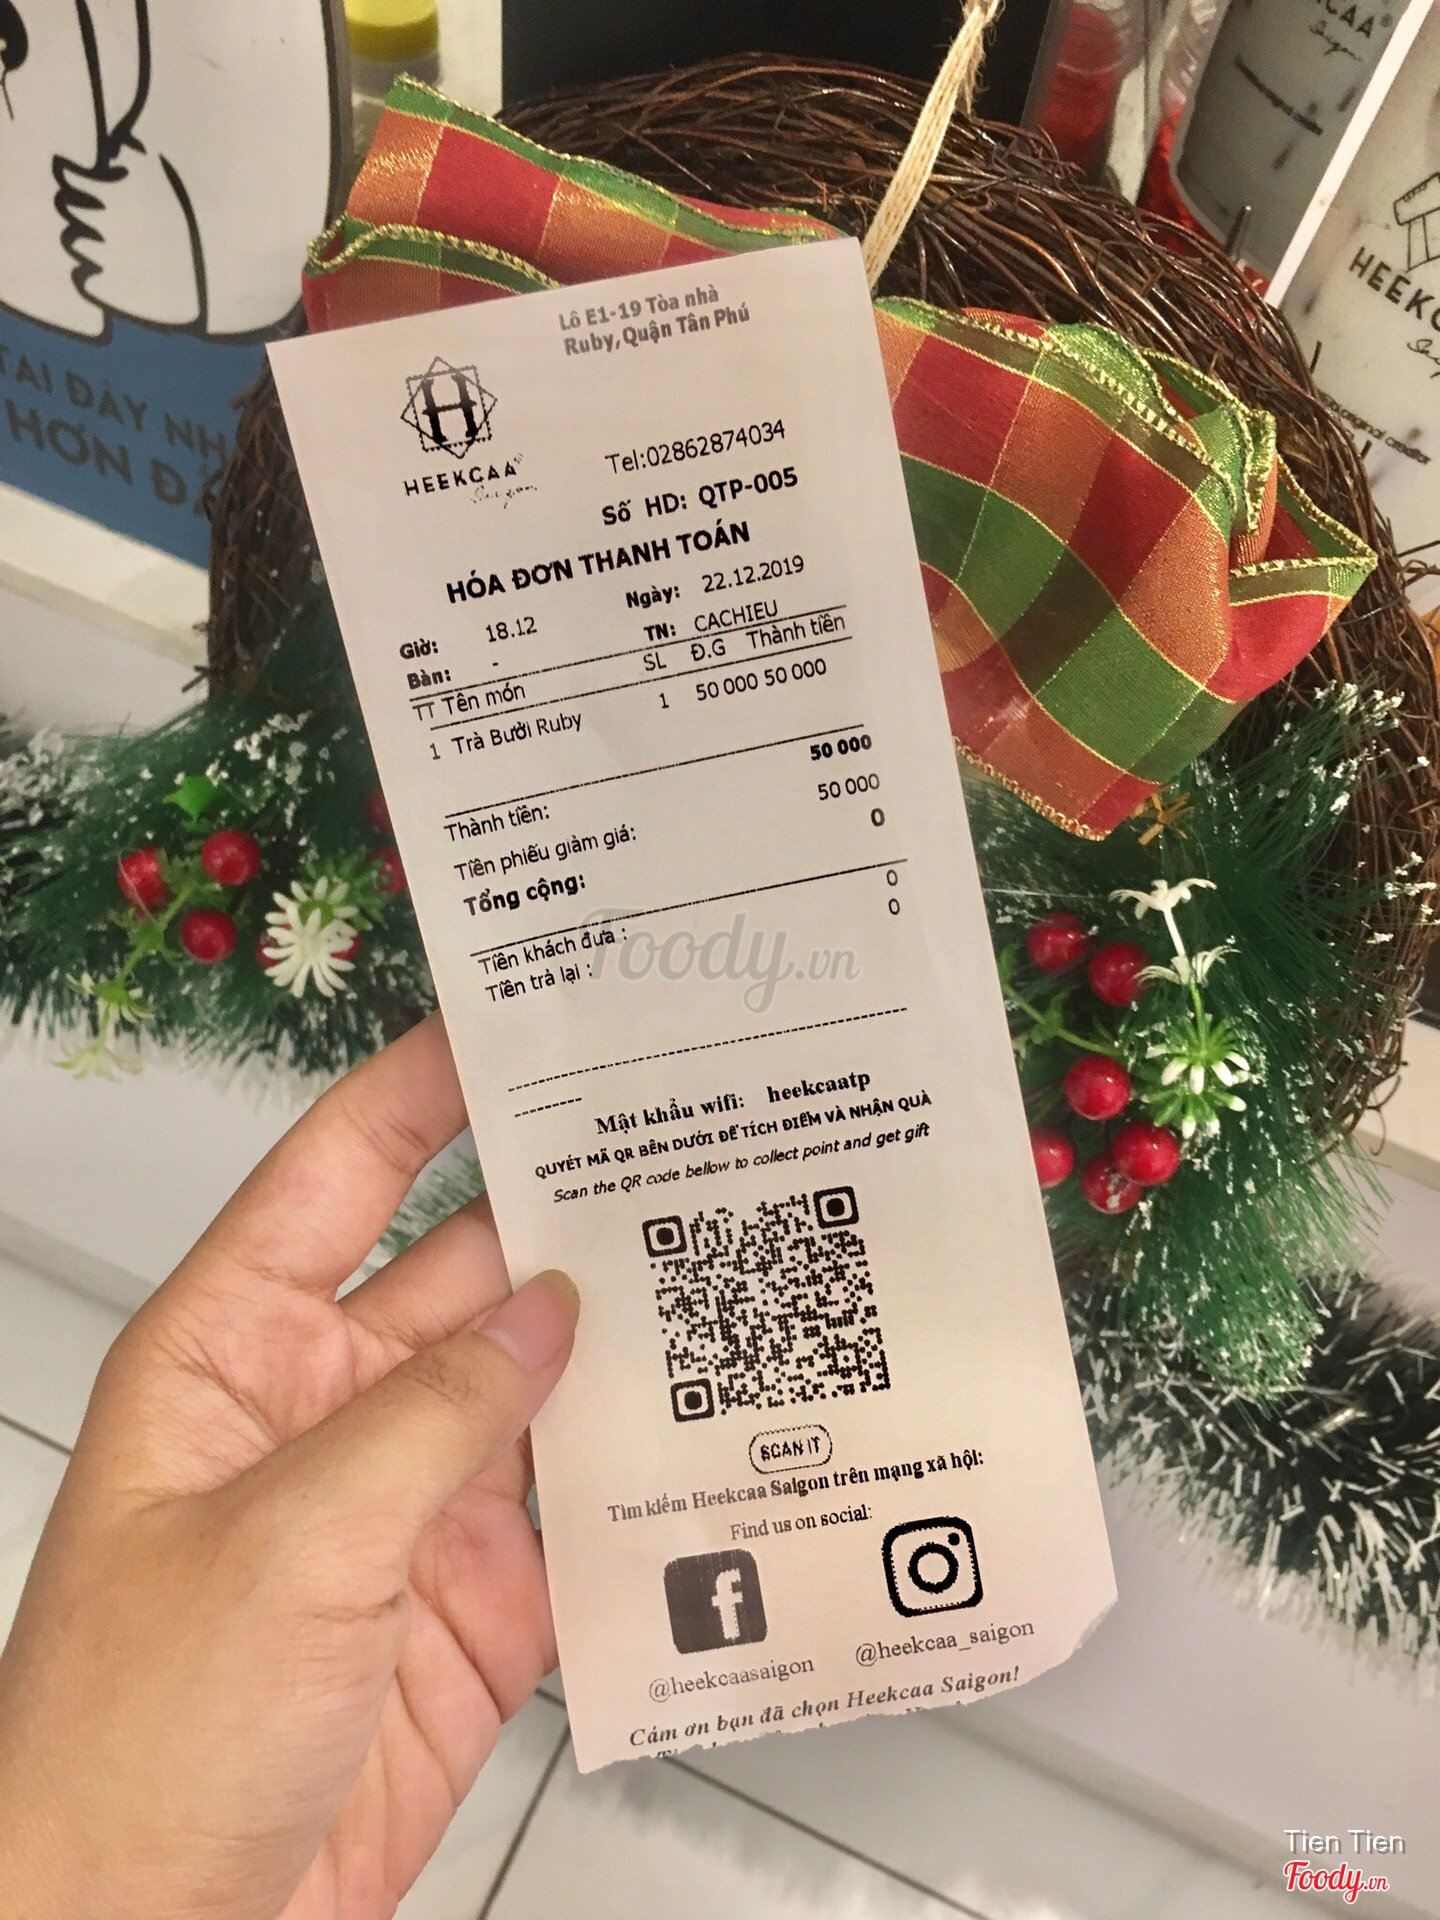 Lô E1-19 Tòa nhà
Ruby,Quận Tân Phú
H
HEEKCAA
Saigon
Tel:02862874034
Số HD: QTP-005
HÓA ĐƠN THANH TOÁN
Giờ: 18.12 Ngày: 22.12.2019
Bàn: - TN: CACHIEU
TT Tên món SL Đ.G Thành tiền
1 Trà Bưởi Ruby 1 50 000 50 000
Thành tiền: 50 000
Tiền phiếu giảm giá: 50 000
Tổng cộng: 0
Tiền khách đưa : 0
Tiền trả lại : 0
Mật khẩu wifi: heekcaatp
QUYÉT MÃ QR BÊN DƯỚI ĐỂ TÍCH ĐIỂM VÀ NHẬN QUÀ
Scan the QR code bellow to collect point and get gift
SCAN IT
Tìm kiếm Heekcaa Saigon trên mạng xã hội:
Find us on social:
@heekcaasaigon @heekcaa_saigon
Cám ơn bạn đã chọn Heekcaa Saigon!
TẠI ĐÂY
HƠN
HEEKC
Foody.vn
Tien Tien
Foody.vn